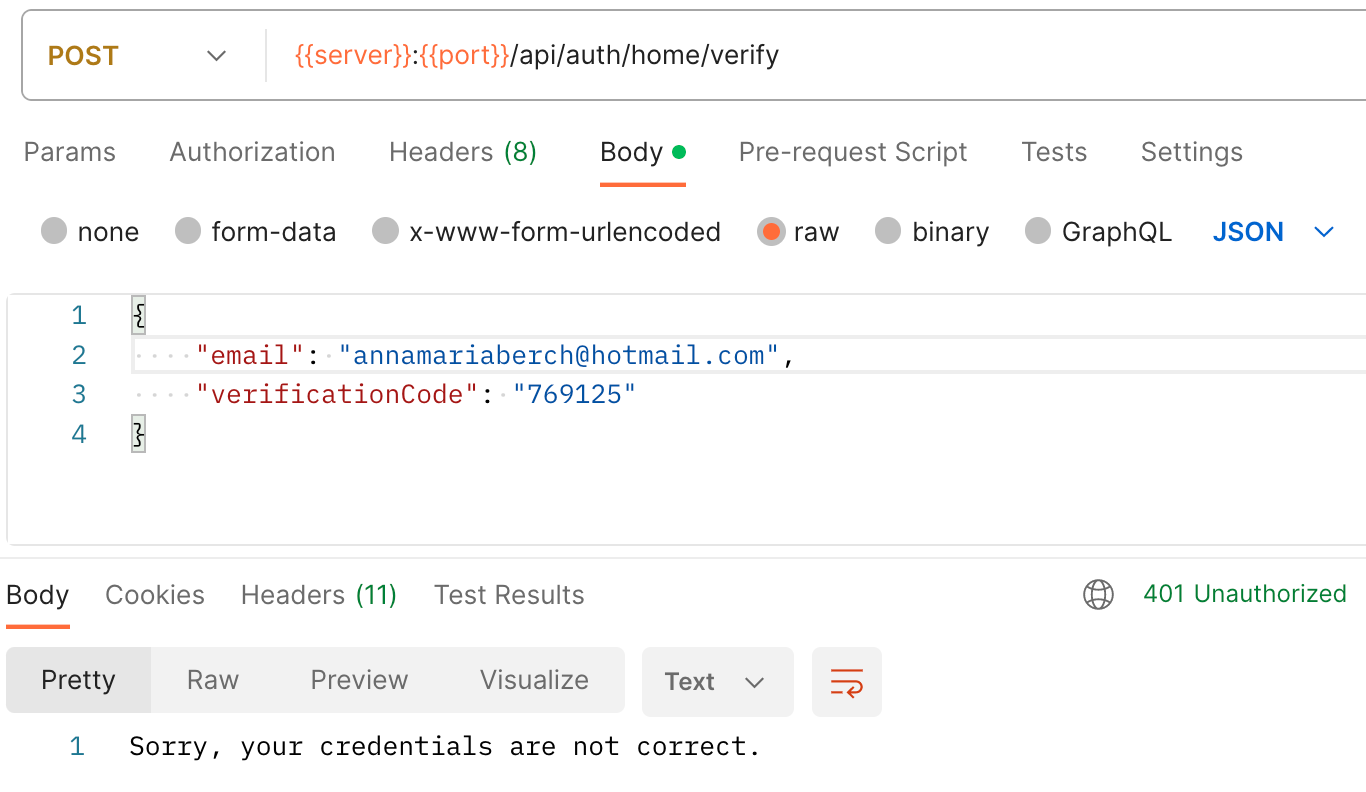 POST {{server}}:{{port}}/api/auth/home/verify
Params Authorization Headers (8) Body Pre-request Script Tests Settings
none form-data x-www-form-urlencoded raw binary GraphQL JSON
1 {
2 "email": "annamariaberch@hotmail.com",
3 "verificationCode": "769125"
4 }
Body Cookies Headers (11) Test Results 401 Unauthorized
Pretty Raw Preview Visualize Text
1 Sorry, your credentials are not correct.